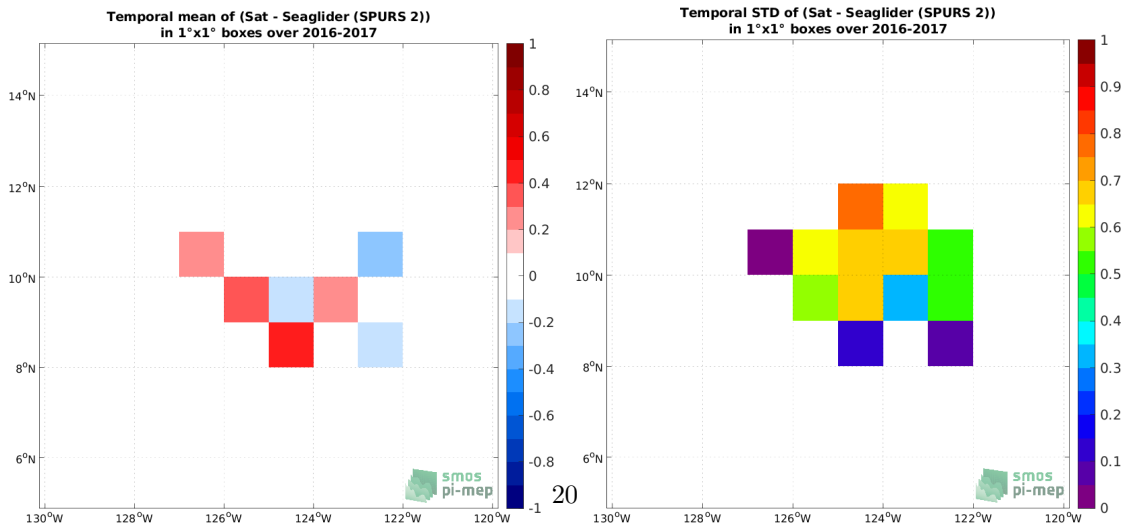 Temporal mean of (Sat - Seaglider (SPURS 2))
in 1°x1° boxes over 2016-2017
14°N
12°N
10°N
8°N
6°N
130°W 128°W 126°W 124°W 122°W 120°W
1
0.8
0.6
0.4
0.2
0
-0.2
-0.4
-0.6
-0.8
-1
smos
pi-mep
20
Temporal STD of (Sat - Seaglider (SPURS 2))
in 1°x1° boxes over 2016-2017
14°N
12°N
10°N
8°N
6°N
130°W 128°W 126°W 124°W 122°W 120°W
1
0.9
0.8
0.7
0.6
0.5
0.4
0.3
0.2
0.1
0
smos
pi-mep